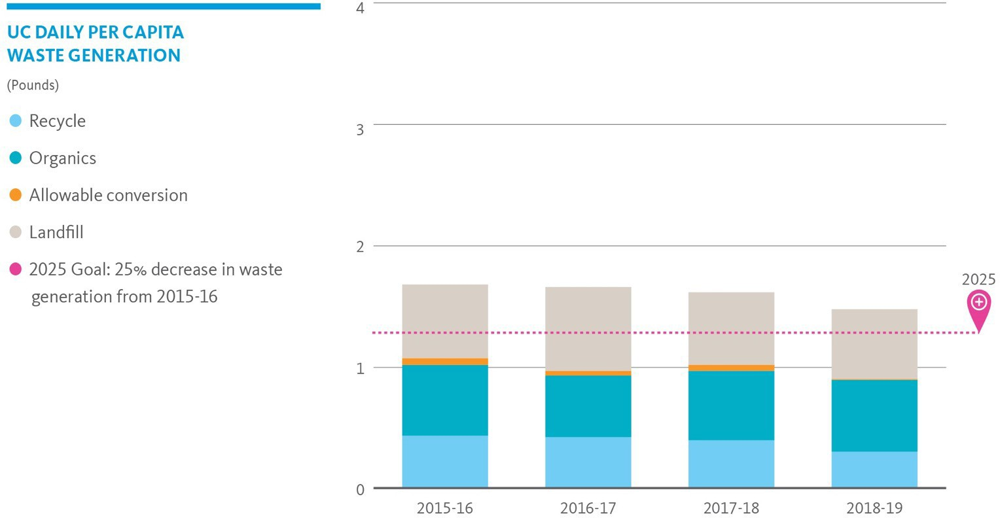 UC DAILY PER CAPITA
WASTE GENERATION
(Pounds)
Recycle
Organics
Allowable conversion
Landfill
2025 Goal: 25% decrease in waste
generation from 2015-16
4
3
2
1
0
2025
2015-16
2016-17
2017-18
2018-19